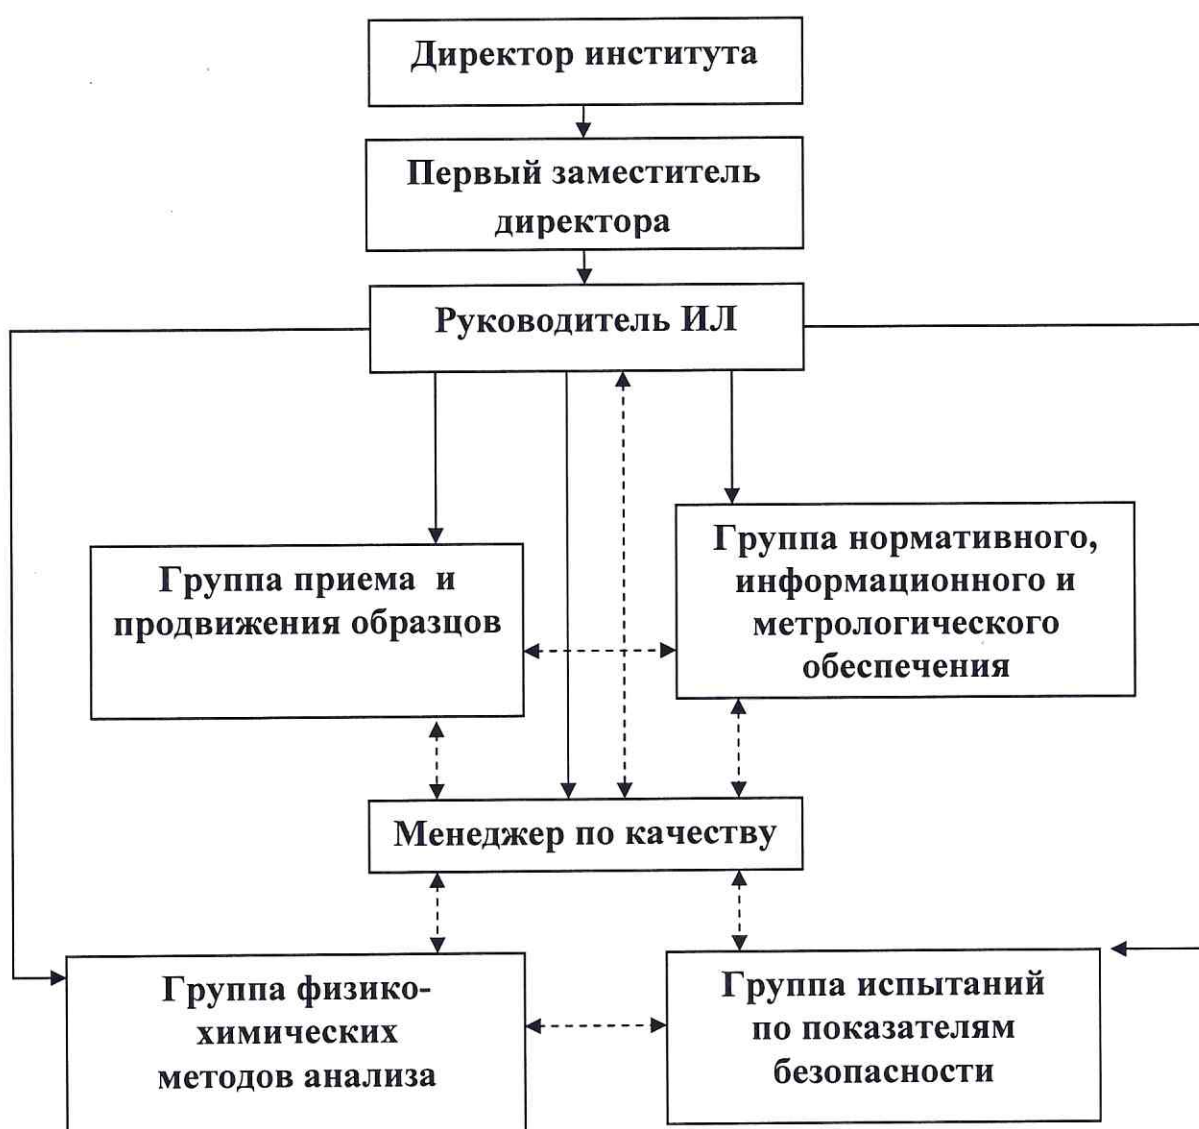 Директор института
Первый заместитель
директора
Руководитель ИЛ
Группа приема и
продвижения образцов
Группа нормативного,
информационного и
метрологического
обеспечения
Менеджер по качеству
Группа физико-
химических
методов анализа
Группа испытаний
по показателям
безопасности